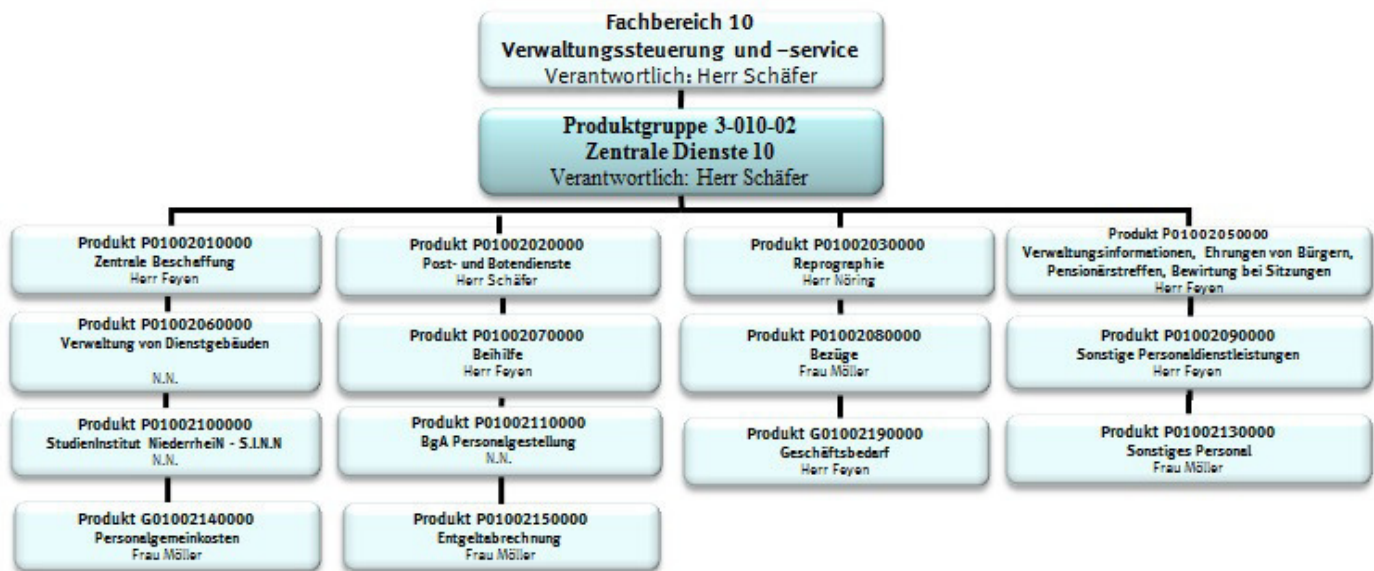 Fachbereich 10
Verwaltungssteuerung und –service
Verantwortlich: Herr Schäfer
Produktgruppe 3-010-02
Zentrale Dienste 10
Verantwortlich: Herr Schäfer
Produkt P01002010000
Zentrale Beschaffung
Herr Feyen
Produkt P01002020000
Post- und Botendienste
Herr Schäfer
Produkt P01002030000
Reprographie
Herr Nöring
Produkt P01002050000
Verwaltungsinformationen, Ehrungen von Bürgern,
Pensionärstreffen, Bewirtung bei Sitzungen
Herr Feyen
Produkt P01002060000
Verwaltung von Dienstgebäuden
N.N.
Produkt P01002070000
Beihilfe
Herr Feyen
Produkt P01002080000
Bezüge
Frau Möller
Produkt P01002090000
Sonstige Personaldienstleistungen
Herr Feyen
Produkt P01002100000
StudienInstitut NiederrheiN - S.I.N.N
N.N.
Produkt P01002110000
BgA Personalgestellung
N.N.
Produkt G01002190000
Geschäftsbedarf
Herr Feyen
Produkt P01002130000
Sonstiges Personal
Frau Möller
Produkt G01002140000
Personalgemeinkosten
Frau Möller
Produkt P01002150000
Entgeltabrechnung
Frau Möller